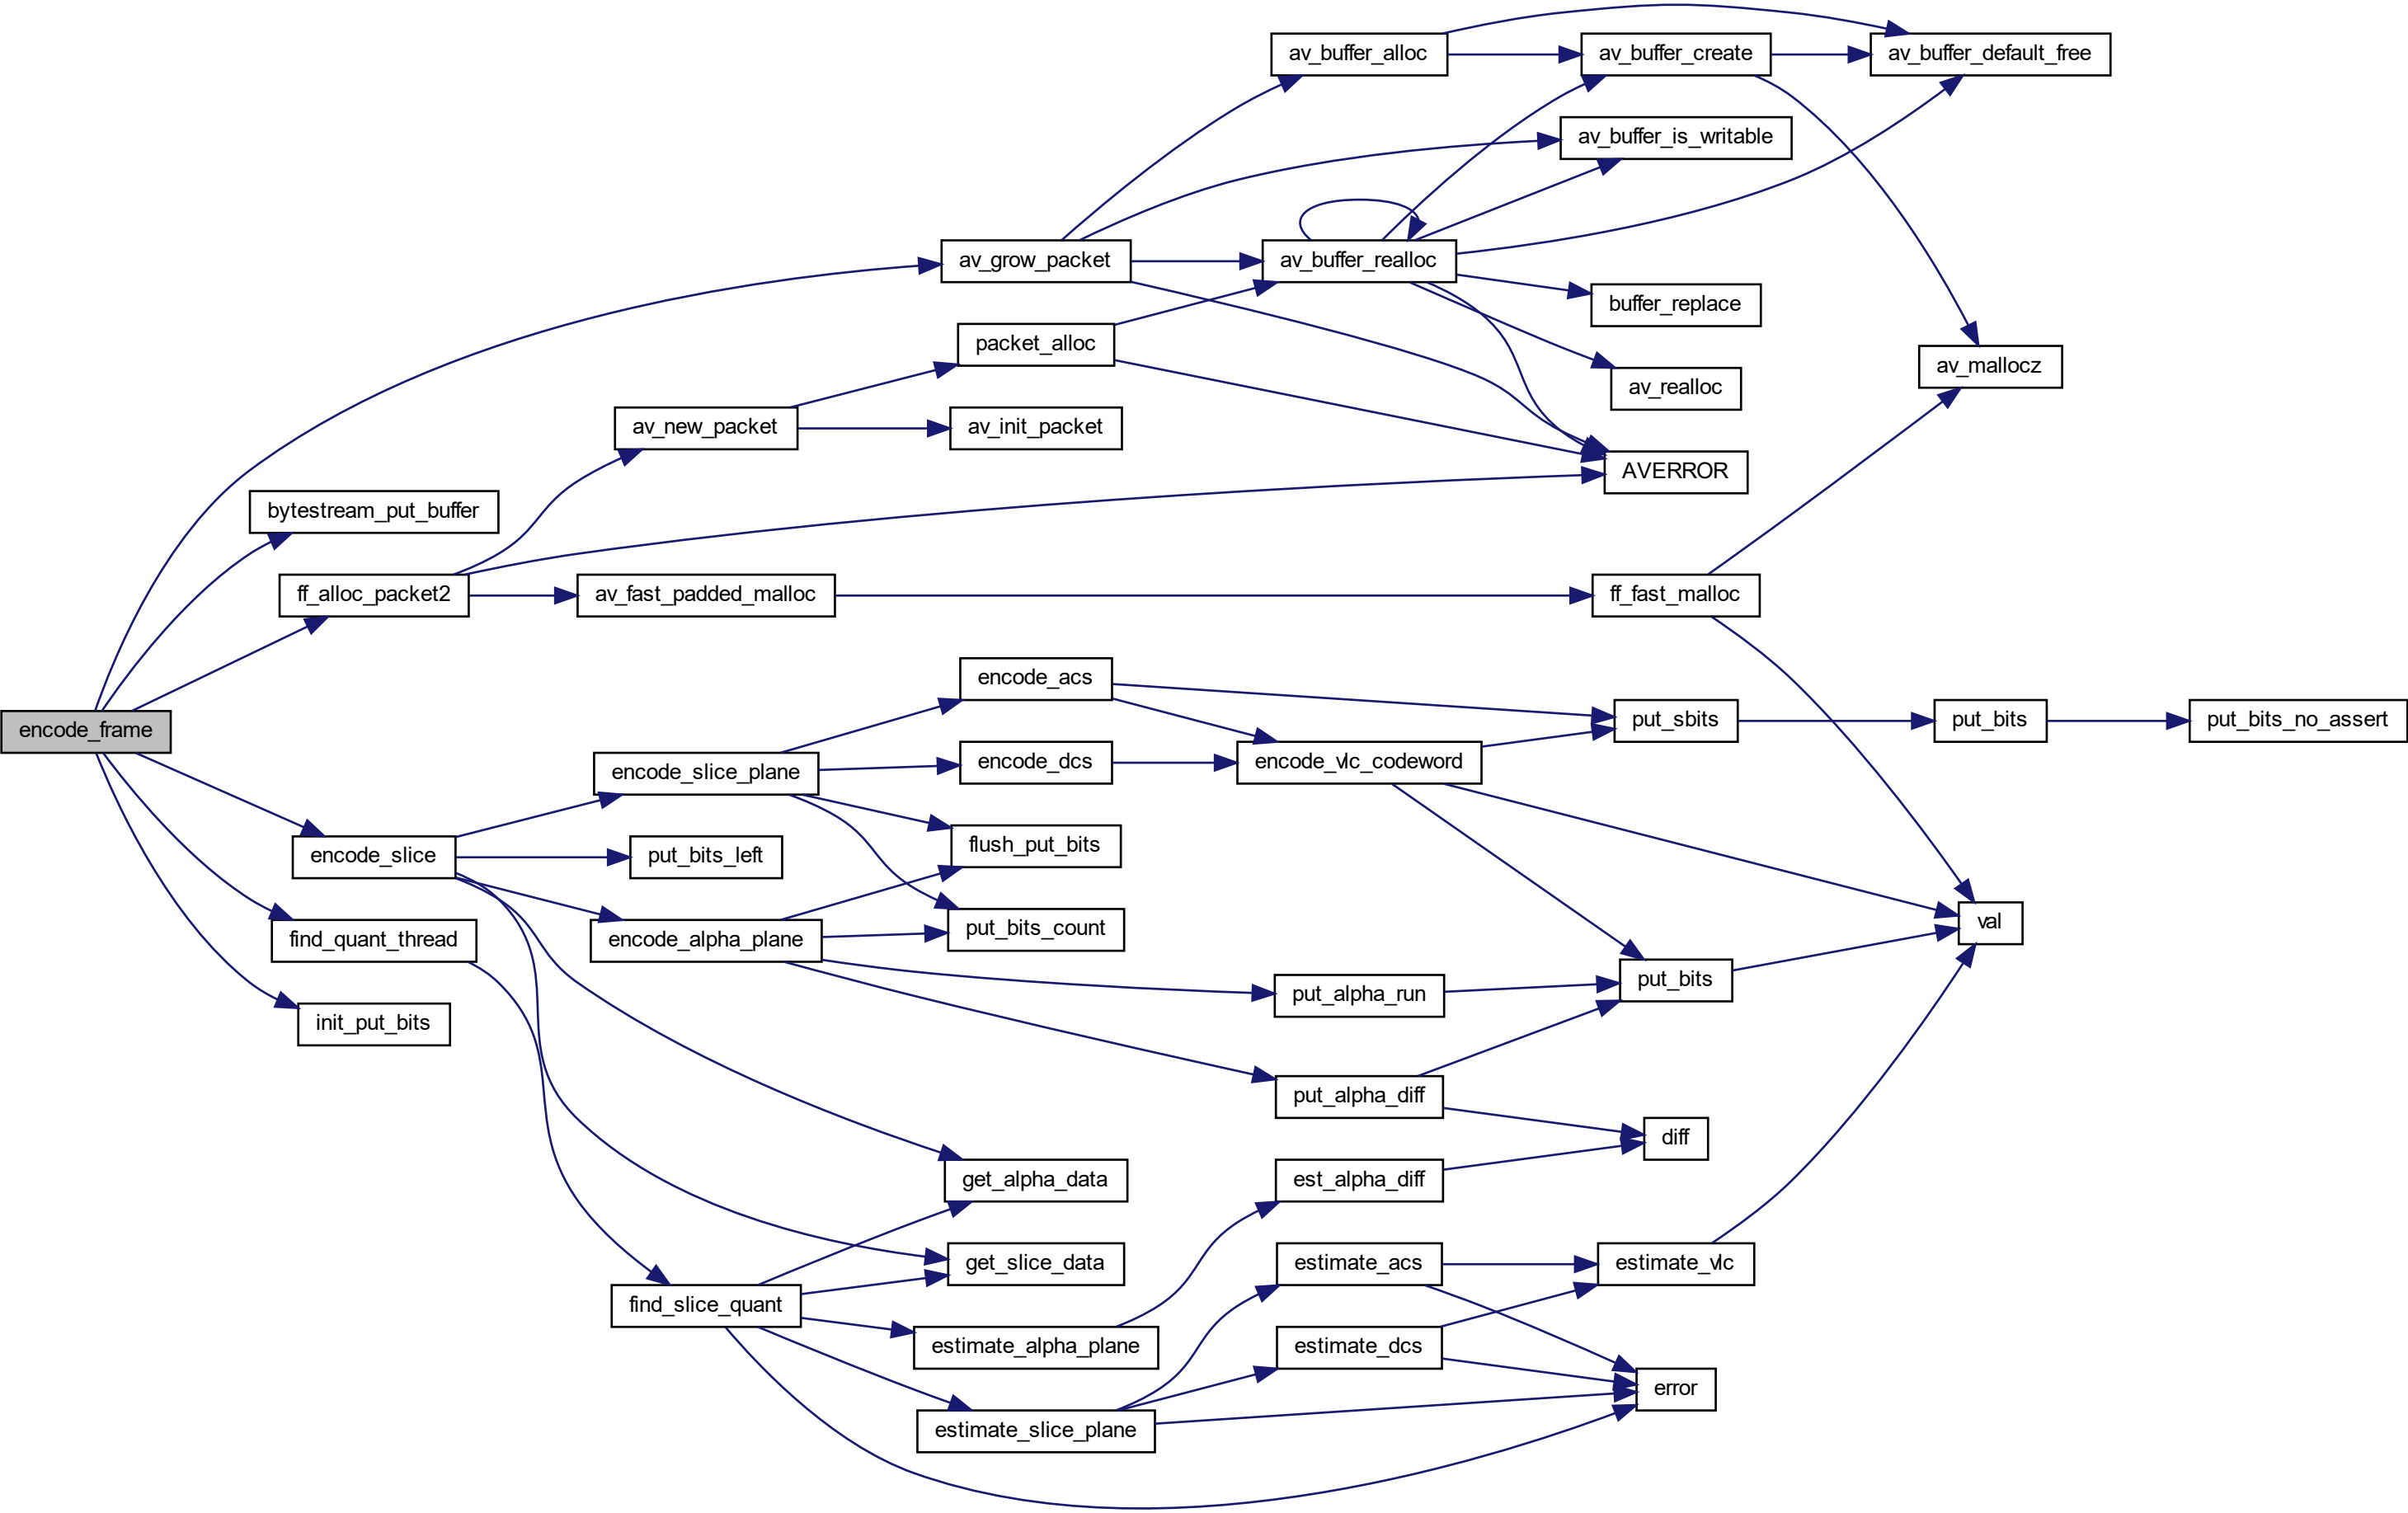 encode_frame
av_grow_packet
bytestream_put_buffer
ff_alloc_packet2
encode_slice
find_quant_thread
init_put_bits
av_buffer_alloc
av_buffer_create
av_buffer_default_free
av_buffer_is_writable
av_buffer_realloc
buffer_replace
av_realloc
av_mallocz
packet_alloc
av_new_packet
av_init_packet
AVERROR
av_fast_padded_malloc
ff_fast_malloc
encode_acs
put_sbits
put_bits
put_bits_no_assert
encode_slice_plane
encode_dcs
encode_vlc_codeword
put_bits_left
flush_put_bits
encode_alpha_plane
put_bits_count
val
put_alpha_run
put_bits
put_alpha_diff
diff
get_alpha_data
est_alpha_diff
get_slice_data
estimate_acs
estimate_vlc
find_slice_quant
estimate_alpha_plane
estimate_dcs
error
estimate_slice_plane